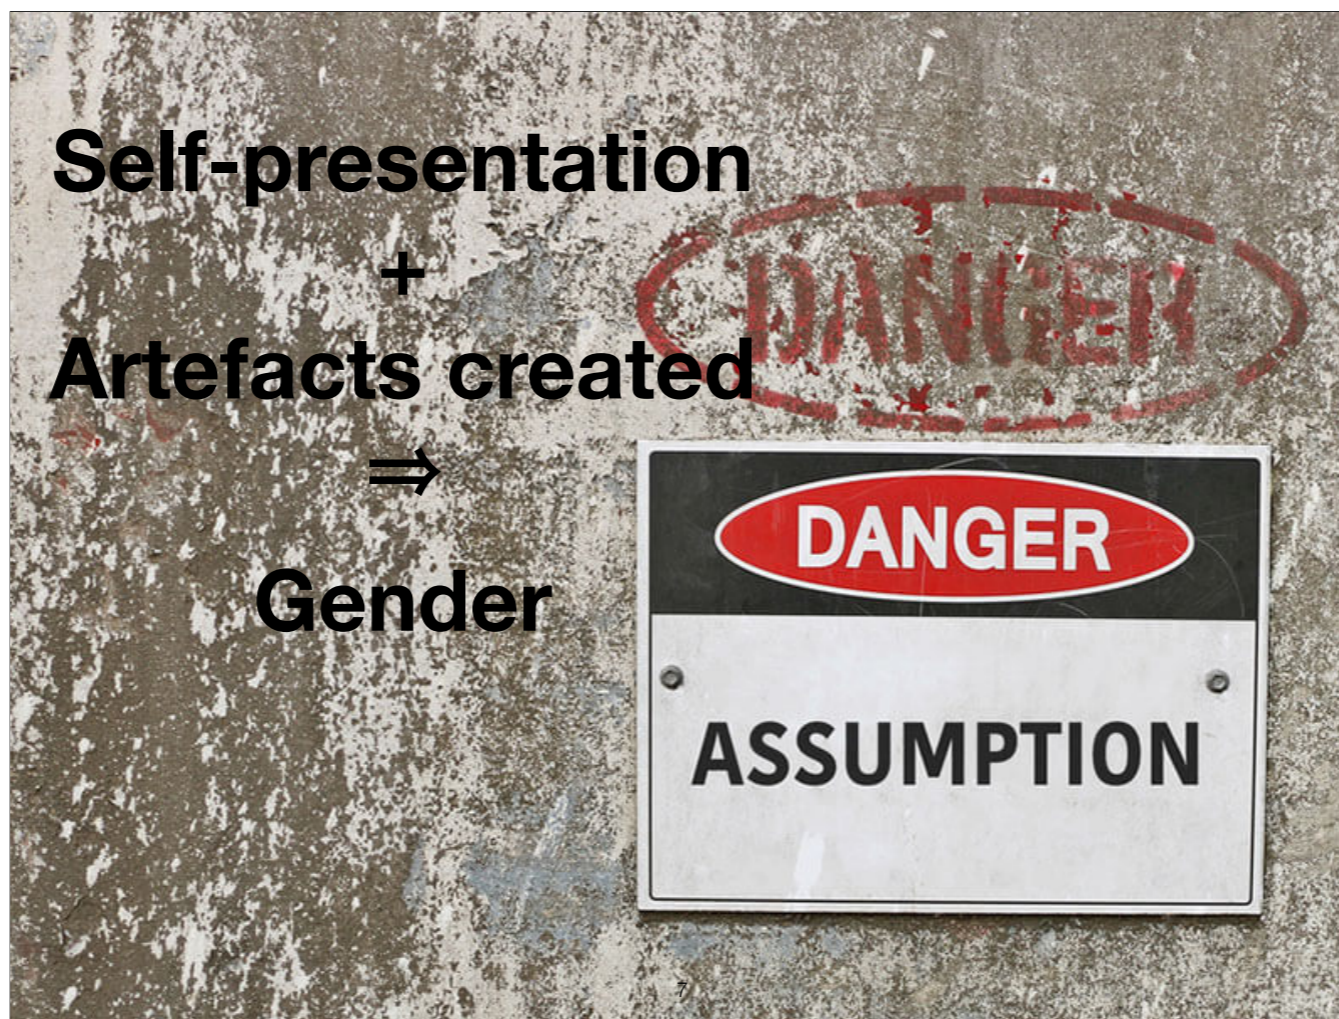 Self-presentation
+
Artefacts created
⇒
Gender
DANGER
DANGER
ASSUMPTION
7